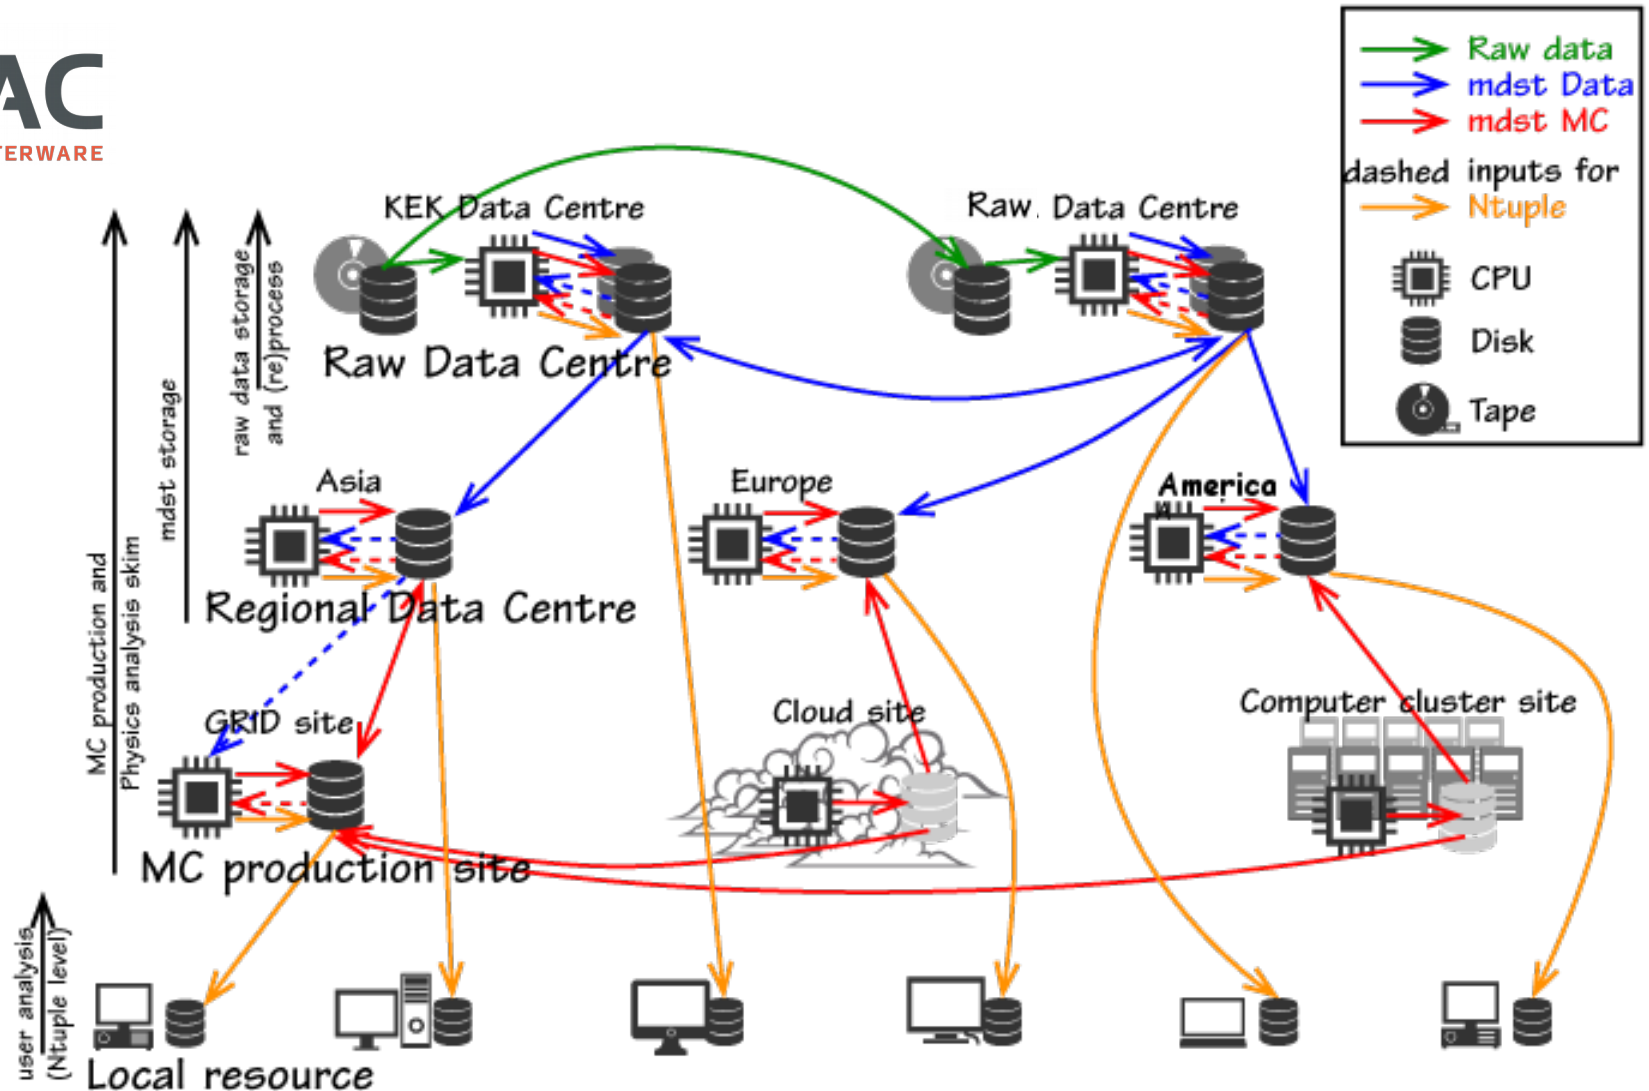 AC
TERWARE
Raw data
mdst Data
mdst MC
dashed inputs for
Ntuple
CPU
Disk
Tape
KEK Data Centre
Raw. Data Centre
Raw Data Centre
raw data storage
and (re)process
mdst storage
MC production and
Physics analysis skim
Asia
Europe
America
Regional Data Centre
GRID site
Cloud site
Computer cluster site
MC production site
user analysis
(Ntuple level)
Local resource